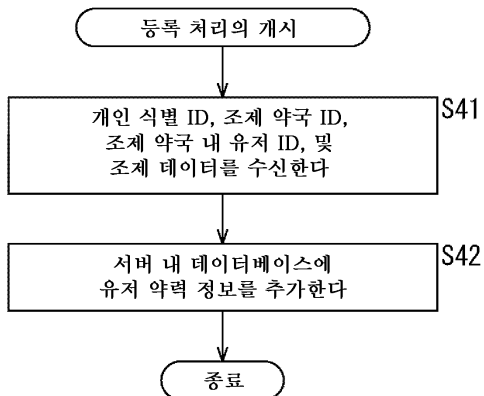 등록 처리의 개시
S41
개인 식별 ID, 조제 약국 ID,
조제 약국 내 유저 ID, 및
조제 데이터를 수신한다
S42
서버 내 데이터베이스에
유저 약력 정보를 추가한다
종료